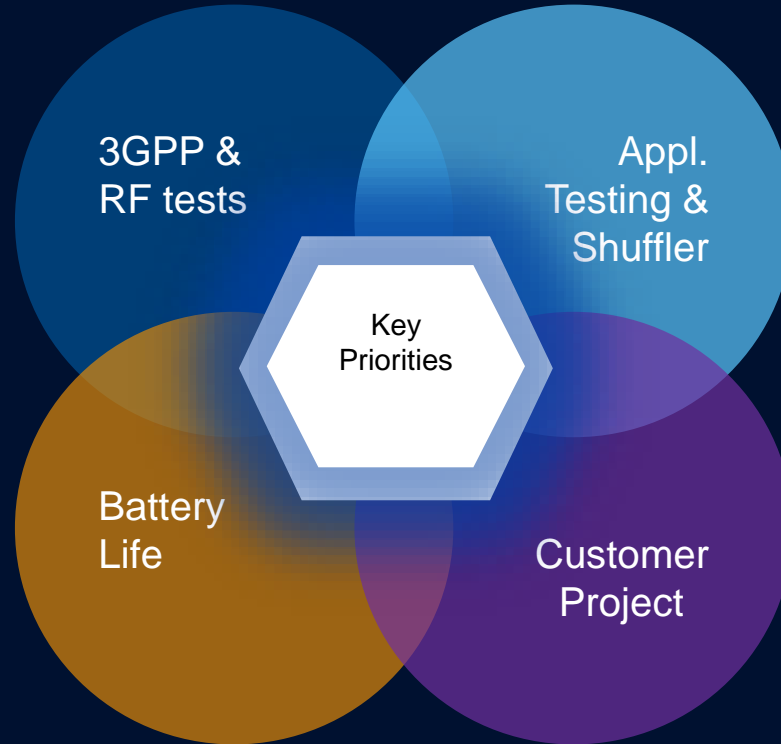 3GPP &
RF tests
Appl.
Testing &
Shuffler
Key
Priorities
Battery
Life
Customer
Project